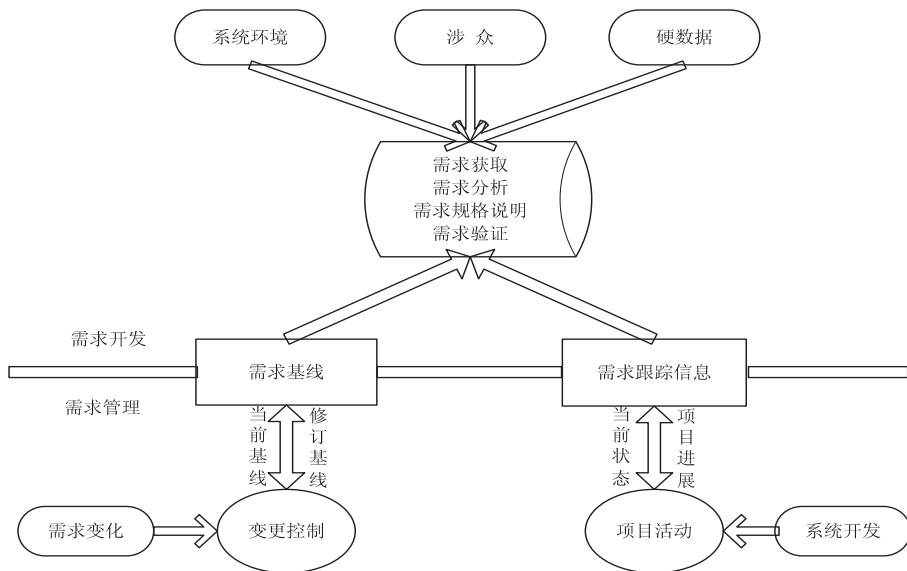 系统环境
涉 众
硬数据
需求获取
需求分析
需求规格说明
需求验证
需求开发
需求基线
需求跟踪信息
需求管理
当前基线
修订基线
当前状态
项目进展
需求变化
变更控制
项目活动
系统开发